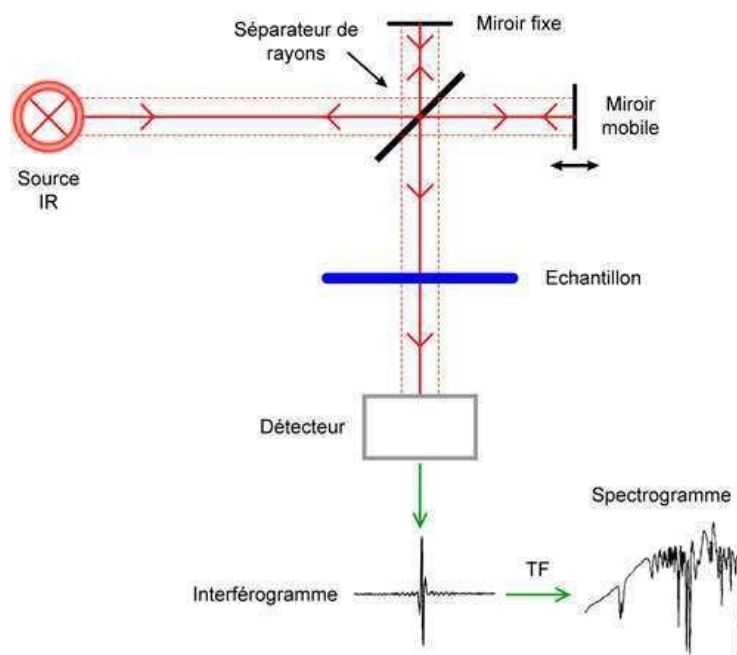 Miroir fixe
Séparateur de
rayons
Miroir
mobile
Source
IR
Echantillon
Détecteur
Spectrogramme
Interférogramme
TF